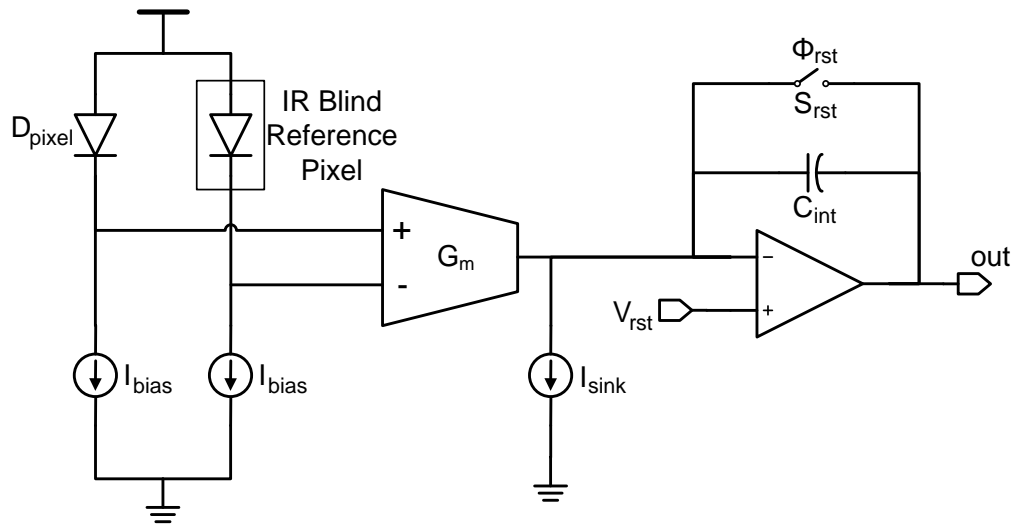 Φrst
Srst
IR Blind
Reference
Pixel
Dpixel
Cint
+
Gm
-
−
+
out
Vrst
Ibias
Ibias
Isink